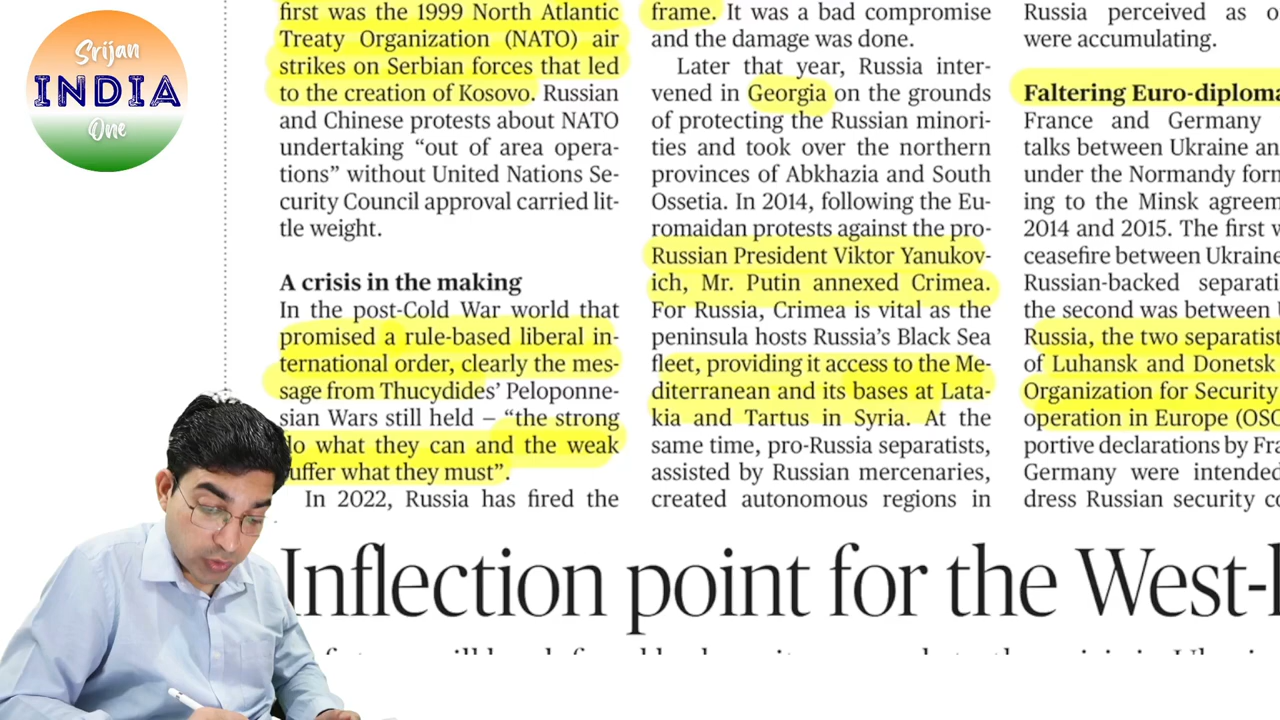 Srijan
INDIA
One
first was the 1999 North Atlantic
Treaty Organization (NATO) air
strikes on Serbian forces that led
to the creation of Kosovo. Russian
and Chinese protests about NATO
undertaking “out of area opera-
tions” without United Nations Se-
curity Council approval carried lit-
tle weight.
A crisis in the making
In the post-Cold War world that
promised a rule-based liberal in-
ternational order, clearly the mes-
sage from Thucydides’ Peloponne-
sian Wars still held – “the strong
do what they can and the weak
suffer what they must”.
In 2022, Russia has fired the
frame. It was a bad compromise
and the damage was done.
Later that year, Russia inter-
vened in Georgia on the grounds
of protecting the Russian minori-
ties and took over the northern
provinces of Abkhazia and South
Ossetia. In 2014, following the Eu-
romaidan protests against the pro-
Russian President Viktor Yanukov-
ich, Mr. Putin annexed Crimea.
For Russia, Crimea is vital as the
peninsula hosts Russia’s Black Sea
fleet, providing it access to the Me-
diterranean and its bases at Lata-
kia and Tartus in Syria. At the
same time, pro-Russia separatists,
assisted by Russian mercenaries,
created autonomous regions in
Russia perceived as
were accumulating.
Faltering Euro-diploma
France and Germany
talks between Ukraine an
under the Normandy form
ing to the Minsk agreem
2014 and 2015. The first w
ceasefire between Ukraine
Russian-backed separati
the second was between
Russia, the two separatist
of Luhansk and Donetsk
Organization for Security
operation in Europe (OSC
portive declarations by Fra
Germany were intended
dress Russian security co
Inflection point for the West-